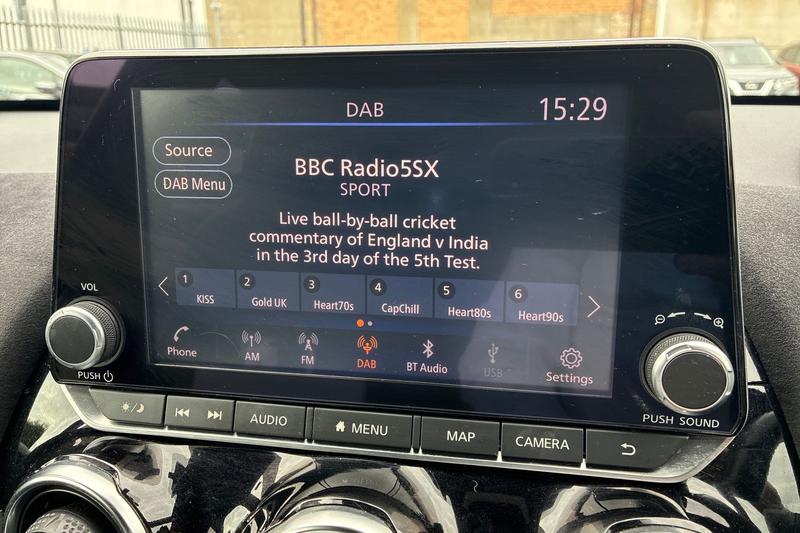 DAB
15:29
Source
DAB Menu
BBC Radio5SX
SPORT
Live ball-by-ball cricket
commentary of England v India
in the 3rd day of the 5th Test.
1 KISS
2 Gold UK
3 Heart70s
4 CapChill
5 Heart80s
6 Heart90s
VOL
PUSH
Phone
AM
FM
DAB
BT Audio
USB
Settings
PUSH SOUND
AUDIO
MENU
MAP
CAMERA